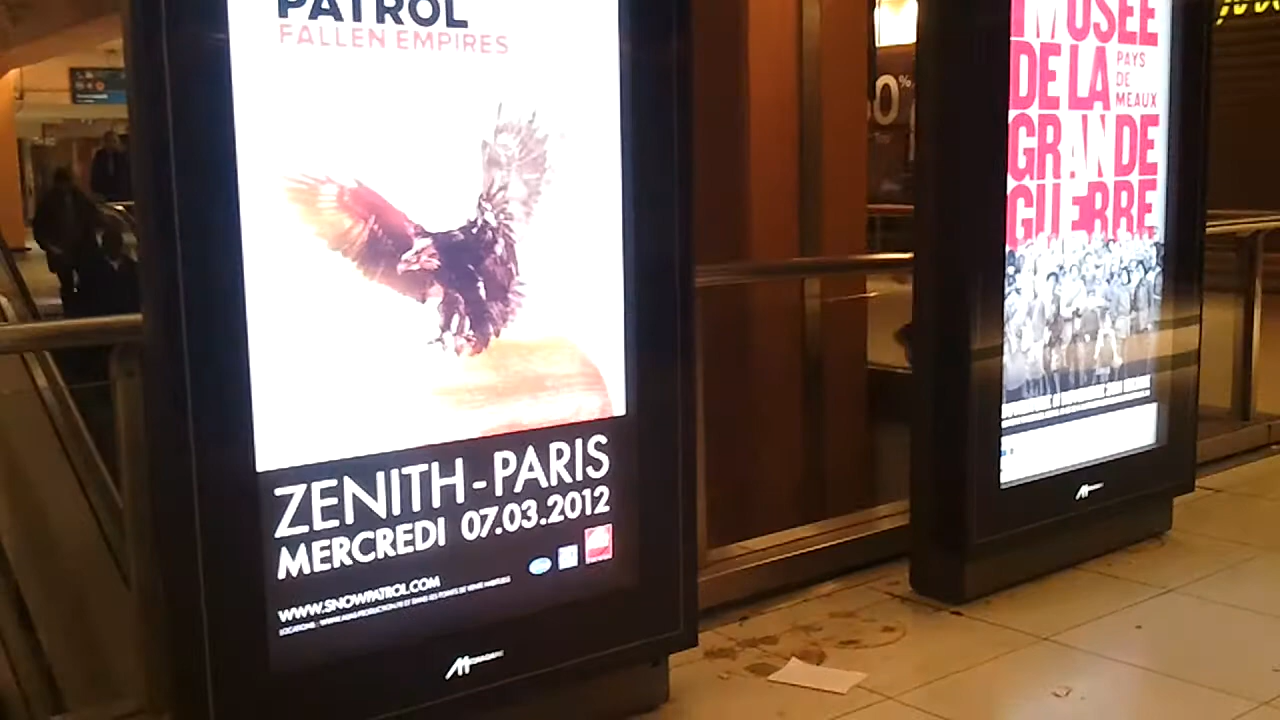 PATROL
FALLEN EMPIRES
ZENITH-PARIS
MERCREDI 07.03.2012
WWW.SNOWPATROL.COM
MUSÉE
DE LA
PAYS
DE
MEAUX
GRANDE
GUERRE
0%